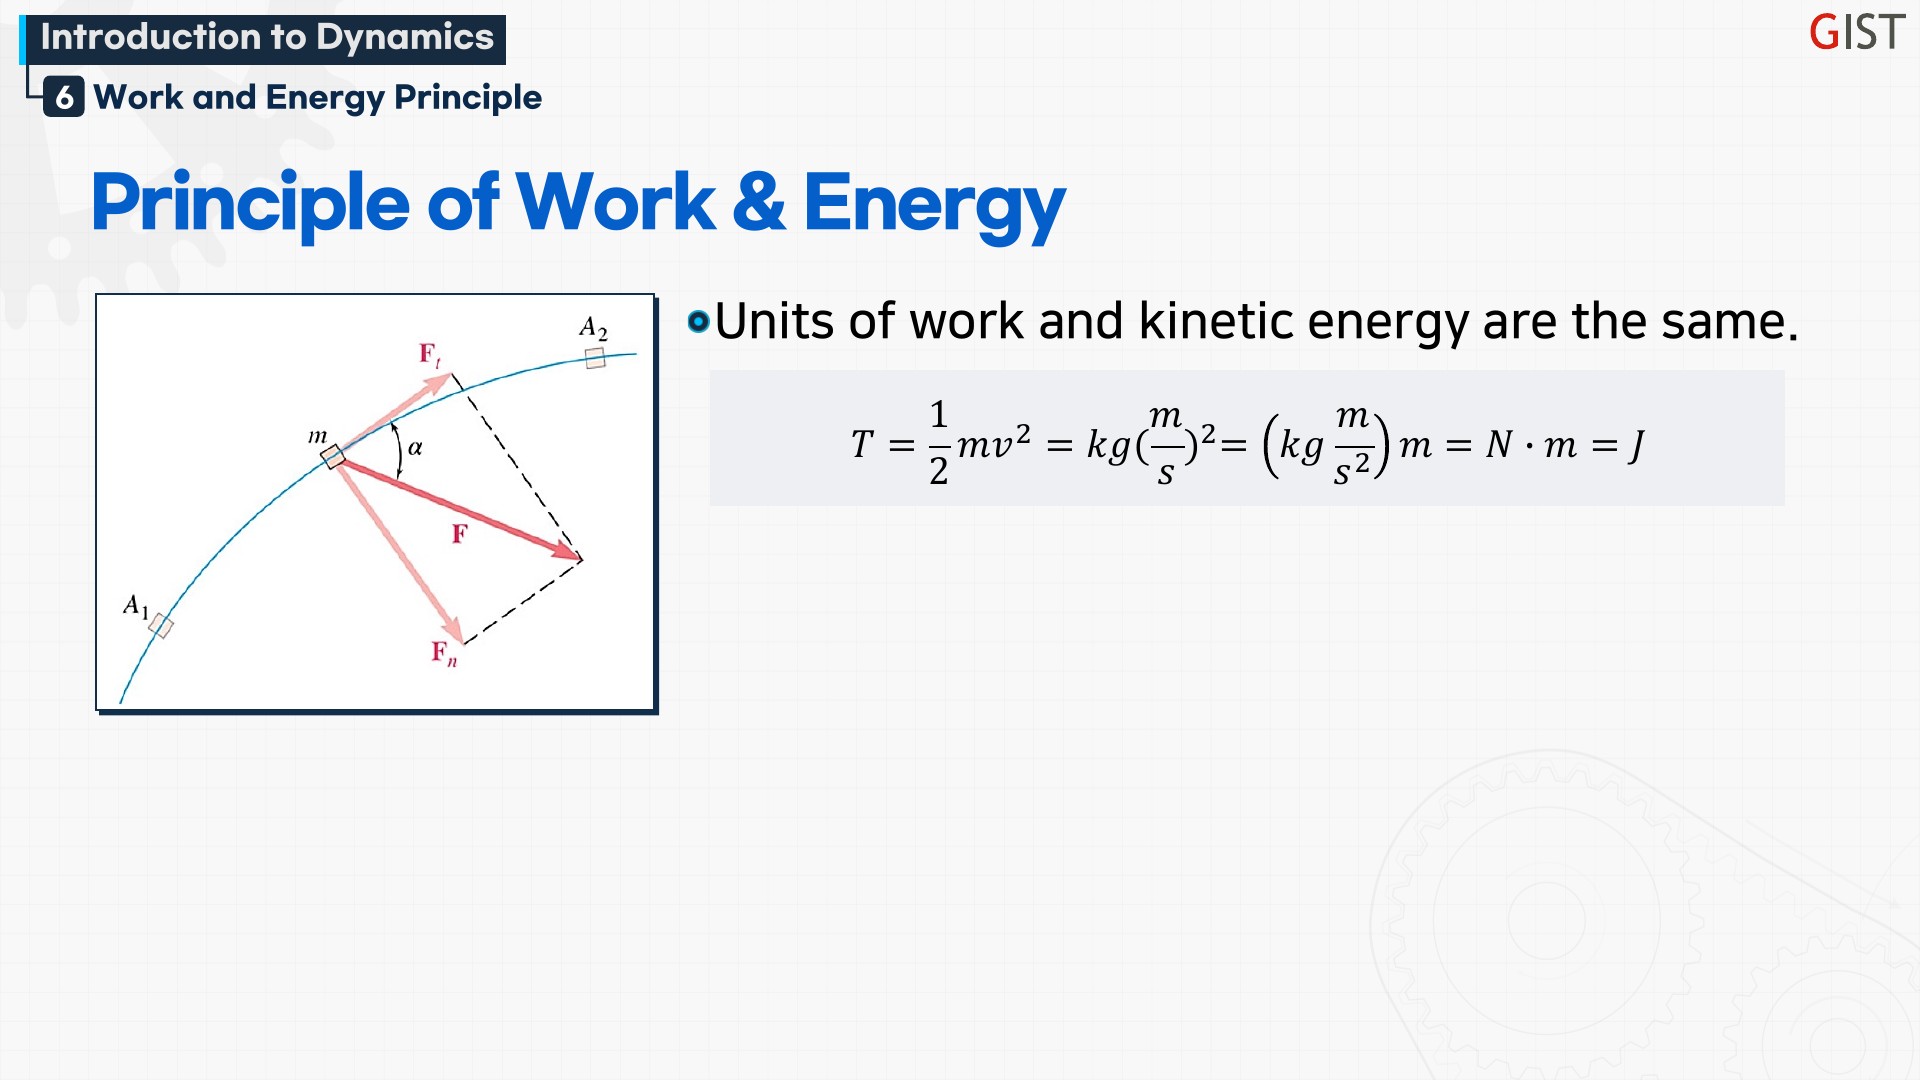 Introduction to Dynamics
GIST
6 Work and Energy Principle
Principle of Work & Energy
A₂
Fₜ
m
α
F
A₁
Fₙ
Units of work and kinetic energy are the same.
T = 1/2 mv² = kg(m/s)² = (kg m/s²) m = N · m = J